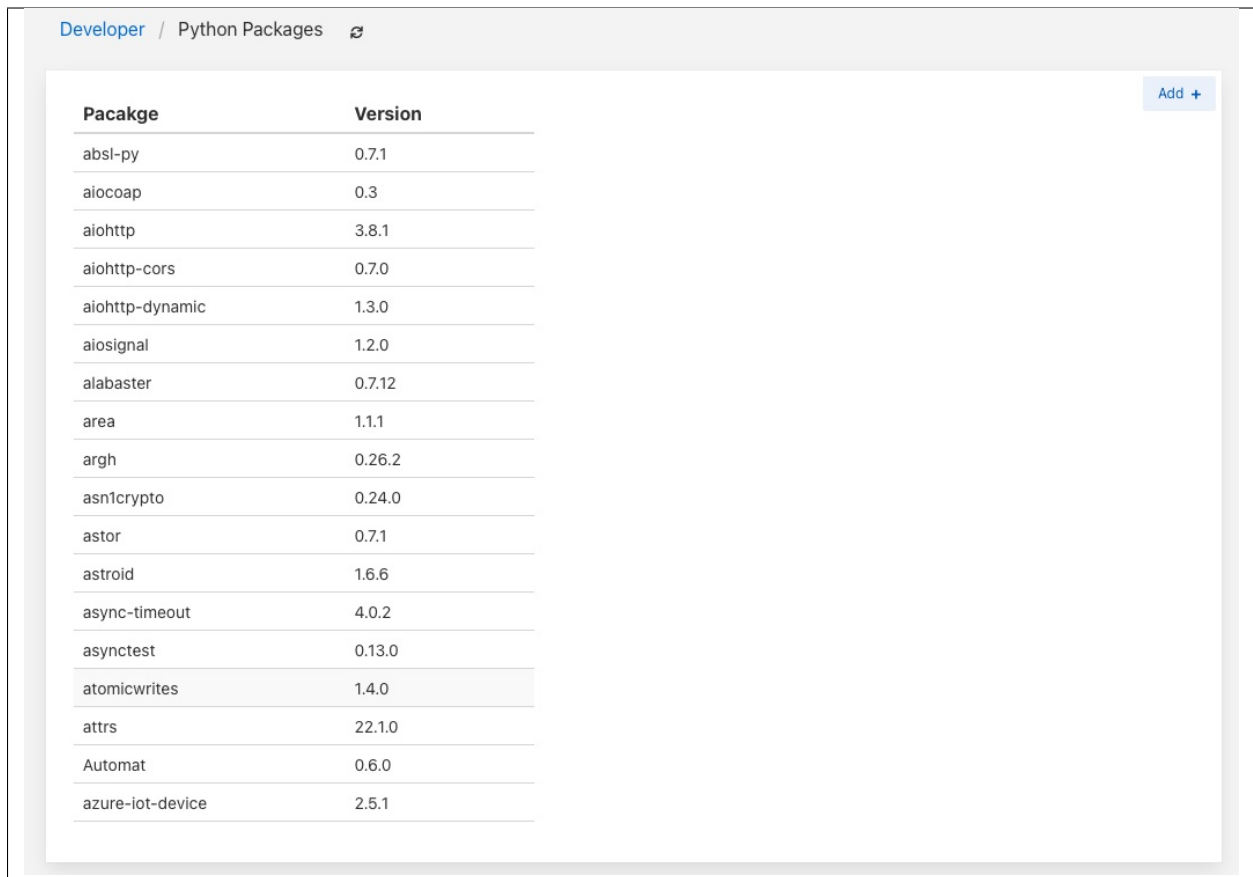 Developer / Python Packages
Add +
Pacakge Version
absl-py 0.7.1
aiocoap 0.3
aiohttp 3.8.1
aiohttp-cors 0.7.0
aiohttp-dynamic 1.3.0
aiosignal 1.2.0
alabaster 0.7.12
area 1.1.1
argh 0.26.2
asn1crypto 0.24.0
astor 0.7.1
astroid 1.6.6
async-timeout 4.0.2
asynctest 0.13.0
atomicwrites 1.4.0
attrs 22.1.0
Automat 0.6.0
azure-iot-device 2.5.1